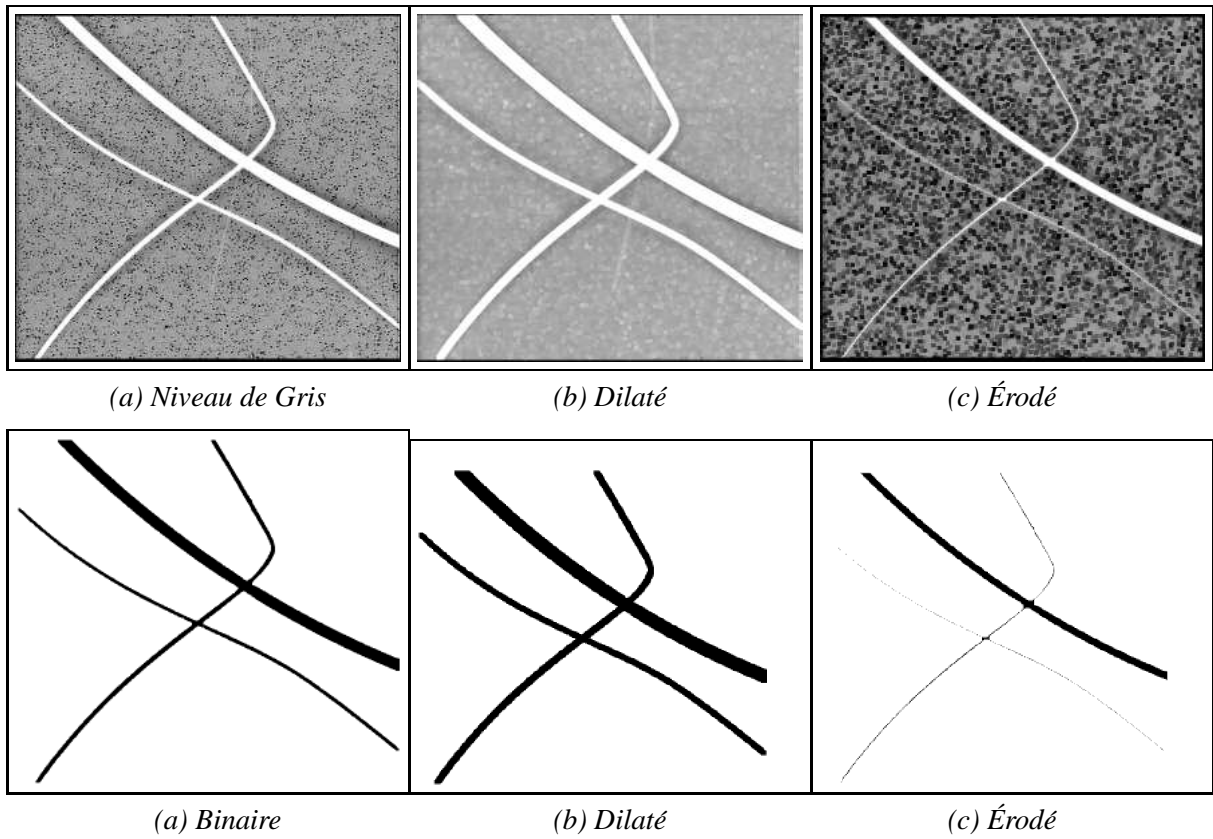 (a) Niveau de Gris
(b) Dilaté
(c) Érodé
(a) Binaire
(b) Dilaté
(c) Érodé